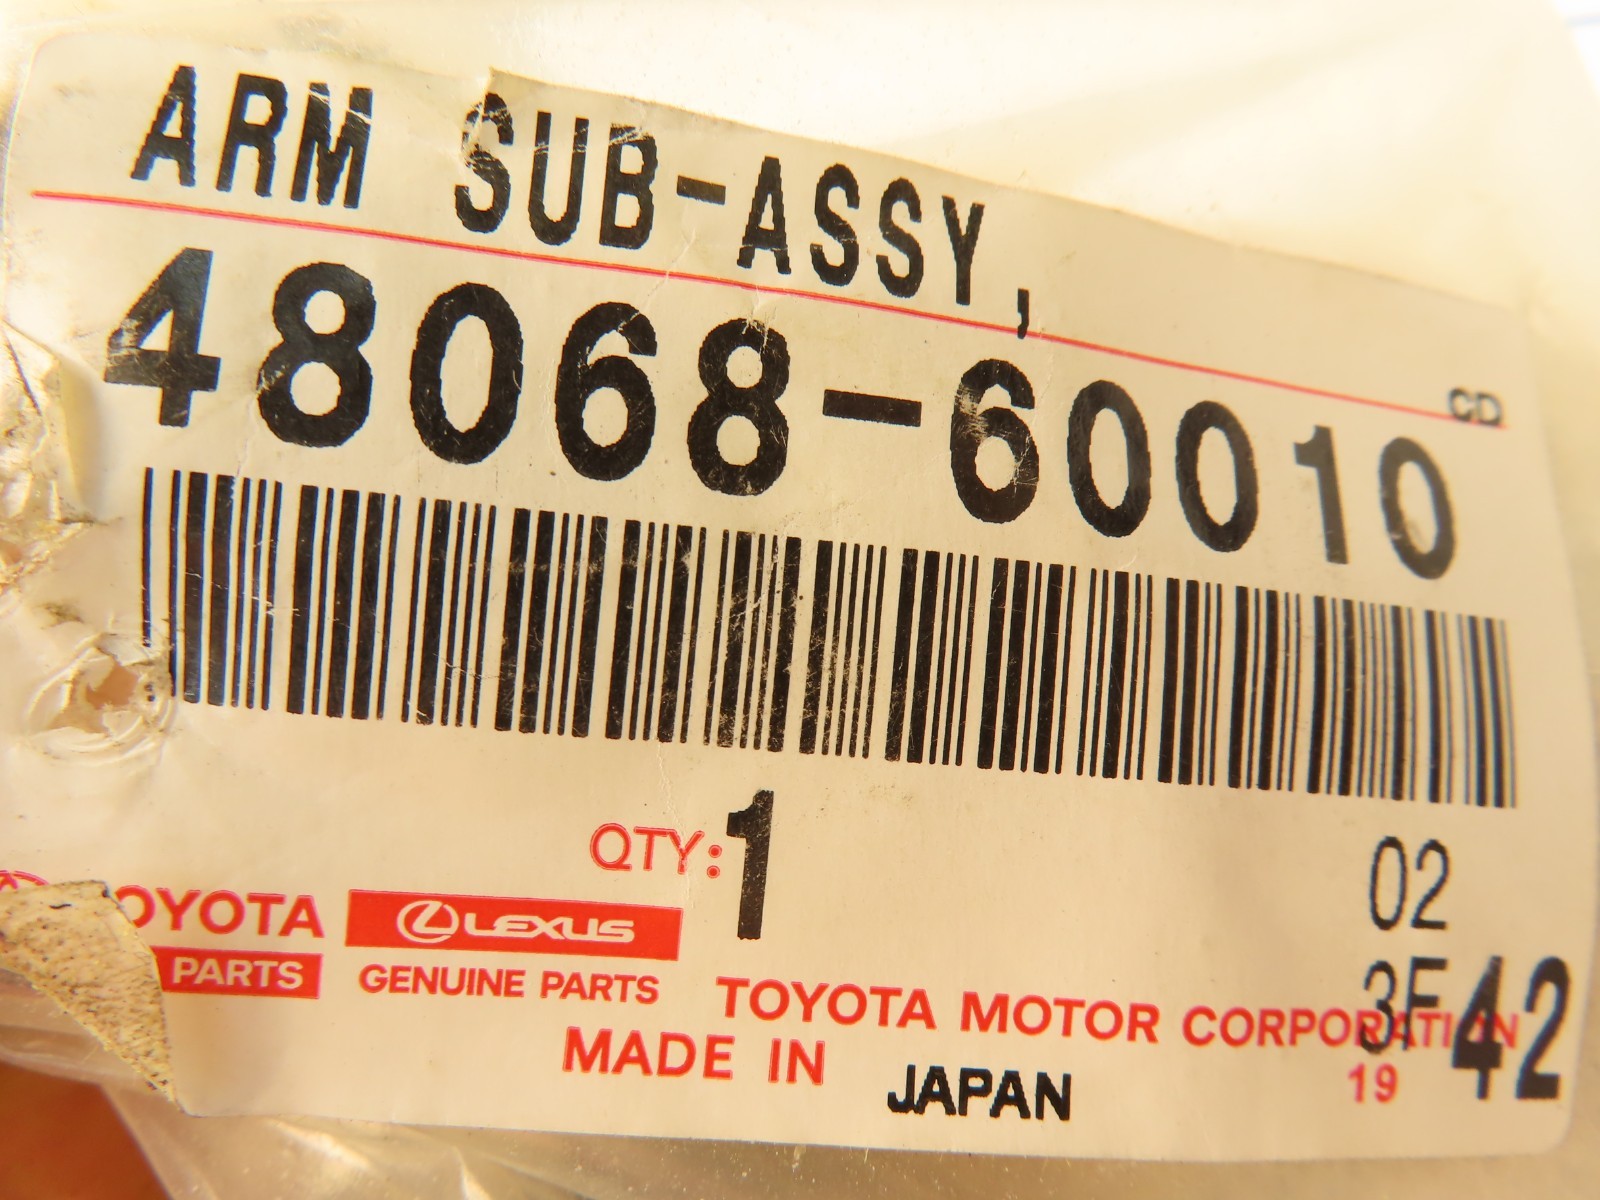 ARM SUB-ASSY,
CD
48068-60010
QTY: 1
02
TOYOTA LEXUS
3F 42
PARTS GENUINE PARTS TOYOTA MOTOR CORPORATION
MADE IN JAPAN
19